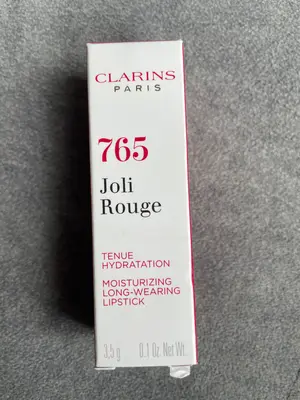 CLARINS
PARIS
765
Joli
Rouge
TENUE
HYDRATATION
MOISTURIZING
LONG-WEARING
LIPSTICK
3,5 g 0.1 Oz. Net Wt.